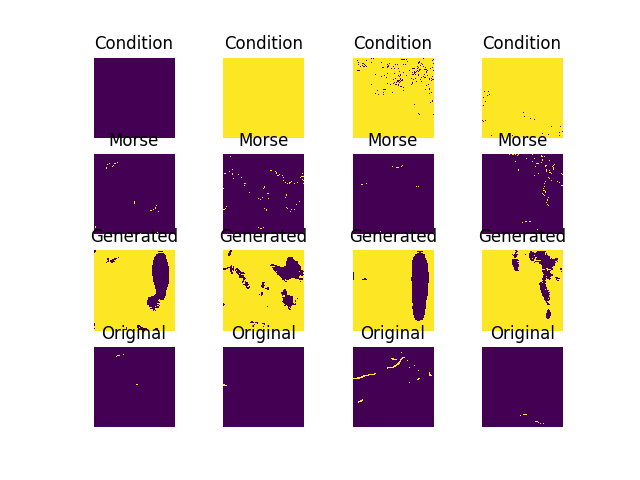 Condition Condition Condition Condition
Morse Morse Morse Morse
Generated Generated Generated Generated
Original Original Original Original